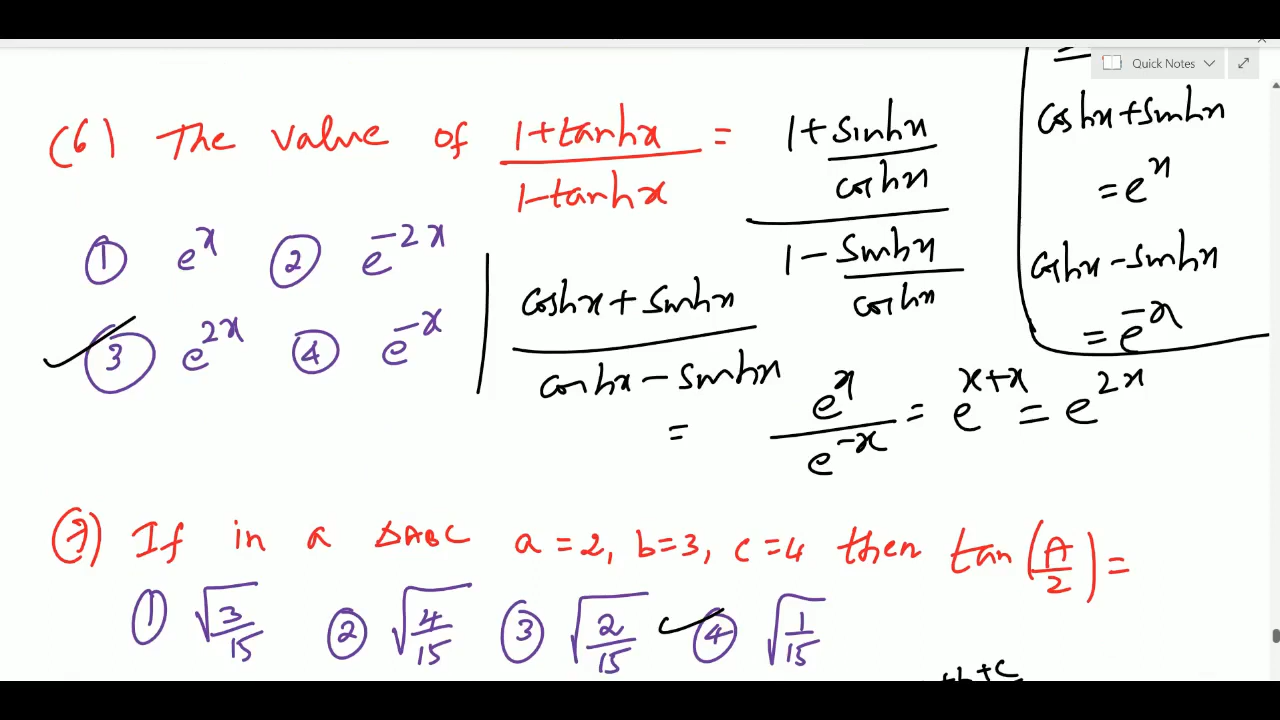 Quick Notes
(6) The value of (1+tanhx)/(1-tanhx) = (1 + sinhx/coshx)/(1 - sinhx/coshx)
coshx+sinhx
= e^x
coshx - sinhx
= e^-x
① e^x ② e^-2x
③ e^2x ④ e^-x
(coshx + sinhx)/(coshx - sinhx)
= e^x/e^-x = e^x+x = e^2x
(7) If in a ΔABC a=2, b=3, c=4 then tan(A/2) =
① √(3/15) ② √(4/15) ③ √(2/15) ④ √(1/15)